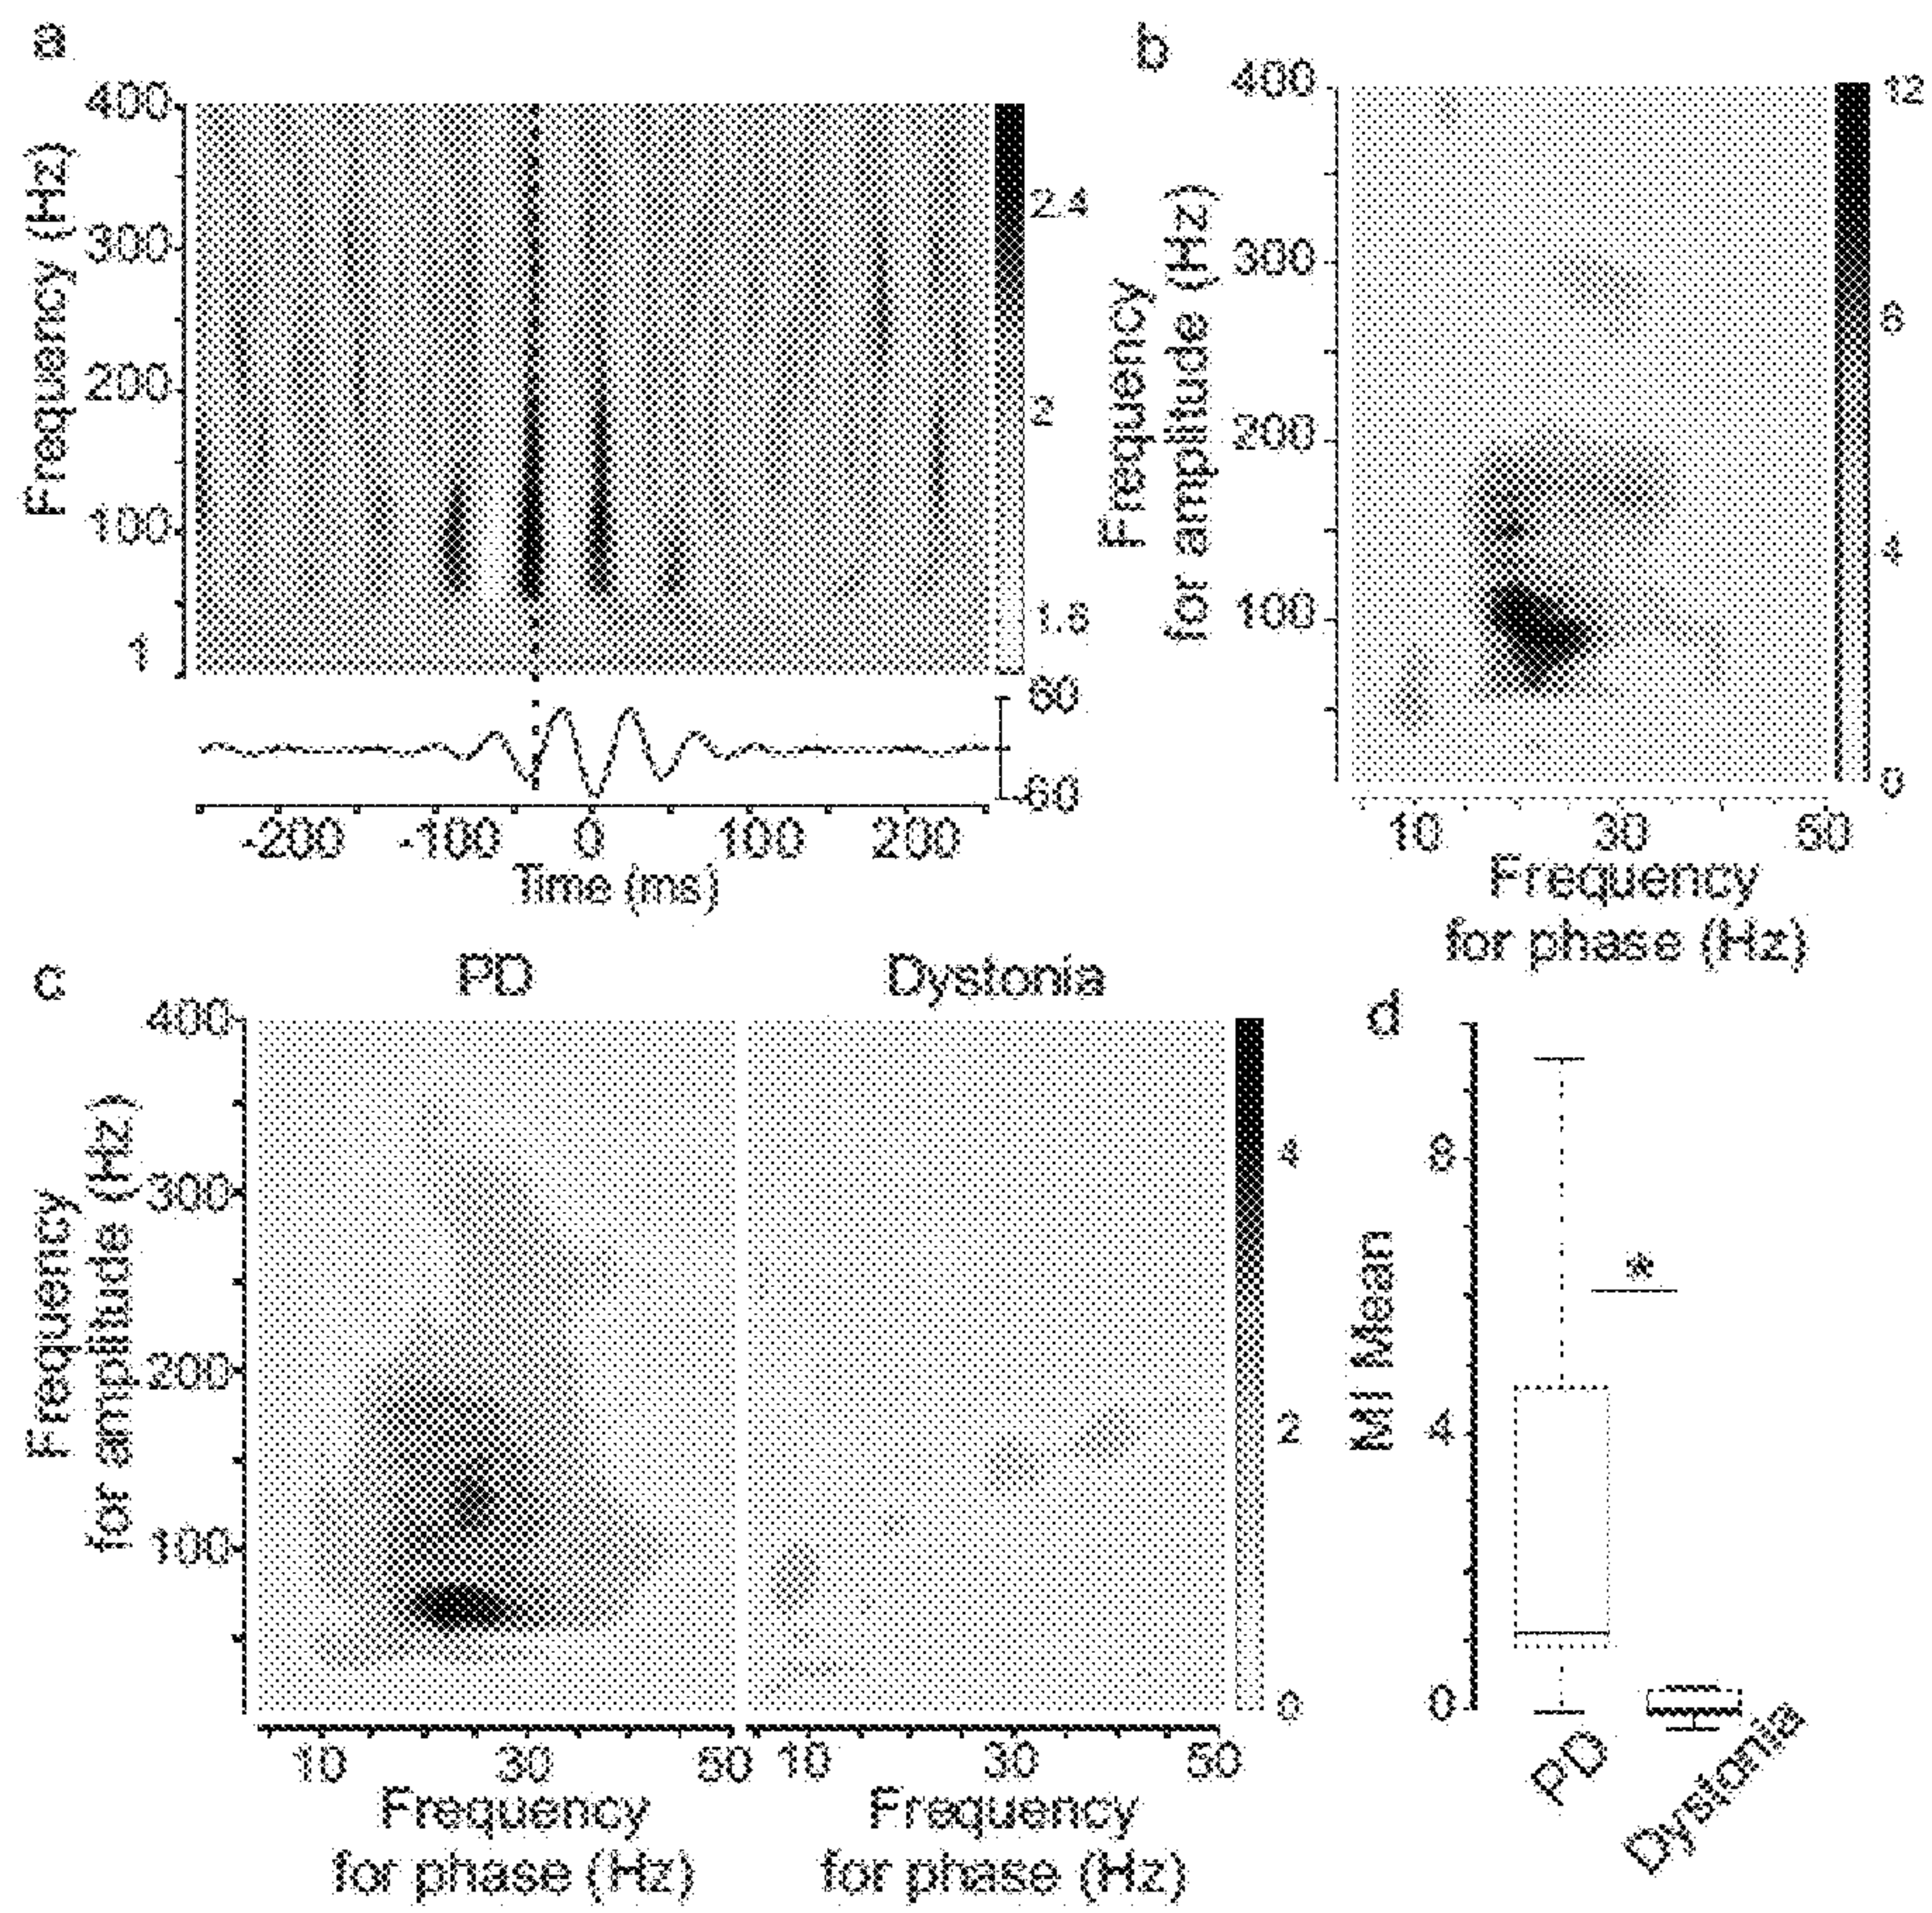 a
400
300
200
100
1
Frequency (Hz)
2.4
2
1.6
60
-60
-200 -100 0 100 200
Time (ms)
b
400
300
200
100
Frequency
for amplitude (Hz)
12
8
4
0
10 30 50
Frequency
for phase (Hz)
c
PD Dystonia
400
300
200
100
Frequency
for amplitude (Hz)
4
2
0
10 30 50 10 30 50
Frequency Frequency
for phase (Hz) for phase (Hz)
d
8
4
0
MI Mean
*
PD
Dystonia